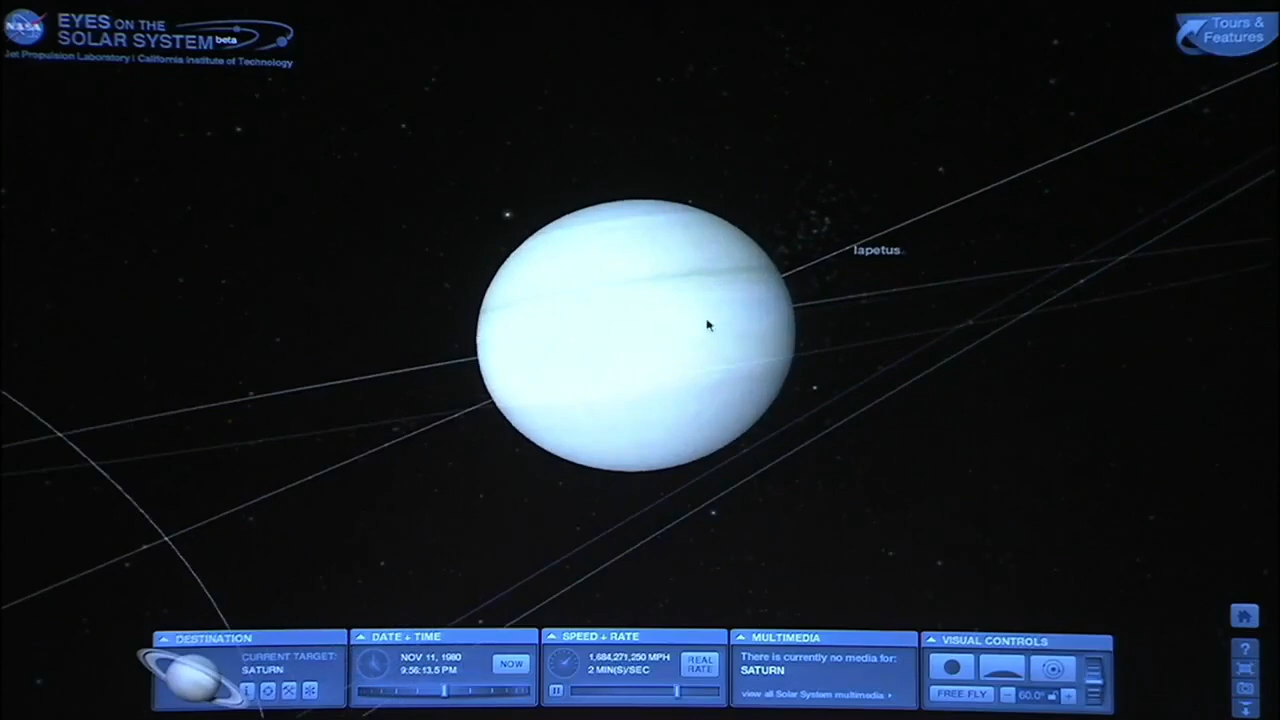 NASA
EYES ON THE
SOLAR SYSTEM beta
Jet Propulsion Laboratory | California Institute of Technology
Tours &
Features
Iapetus
DESTINATION
CURRENT TARGET:
SATURN
DATE + TIME
NOV 11, 1980
9:56:13.5 PM
NOW
SPEED + RATE
1,684,271,250 MPH
2 MIN(S)/SEC
REAL
RATE
MULTIMEDIA
There is currently no media for:
SATURN
view all Solar System multimedia
VISUAL CONTROLS
FREE FLY
60.0°
?